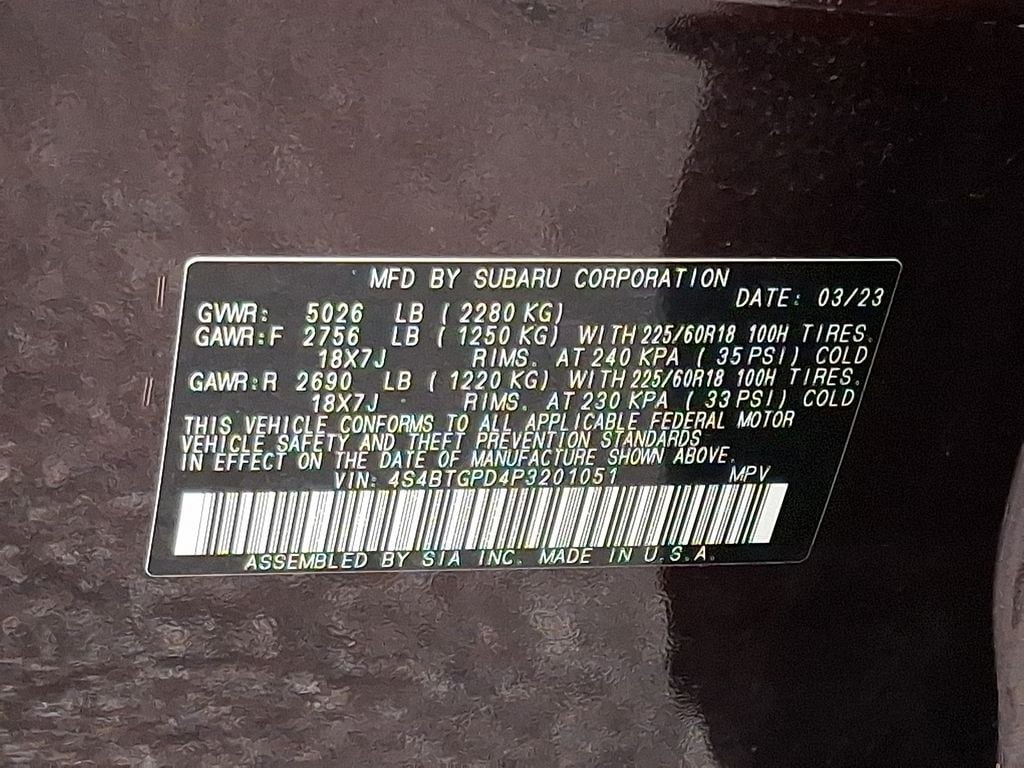 MFD BY SUBARU CORPORATION
DATE: 03/23
GVWR: 5026 LB ( 2280 KG)
GAWR:F 2756 LB ( 1250 KG) WITH 225/60R18 100H TIRES.
18X7J RIMS. AT 240 KPA ( 35 PSI) COLD
GAWR:R 2690 LB ( 1220 KG) WITH 225/60R18 100H TIRES.
18X7J RIMS. AT 230 KPA ( 33 PSI) COLD
THIS VEHICLE CONFORMS TO ALL APPLICABLE FEDERAL MOTOR
VEHICLE SAFETY AND THEFT PREVENTION STANDARDS
IN EFFECT ON THE DATE OF MANUFACTURE SHOWN ABOVE.
VIN: 4S4BTGPD4P3201051 MPV
ASSEMBLED BY SIA INC. MADE IN U.S.A.